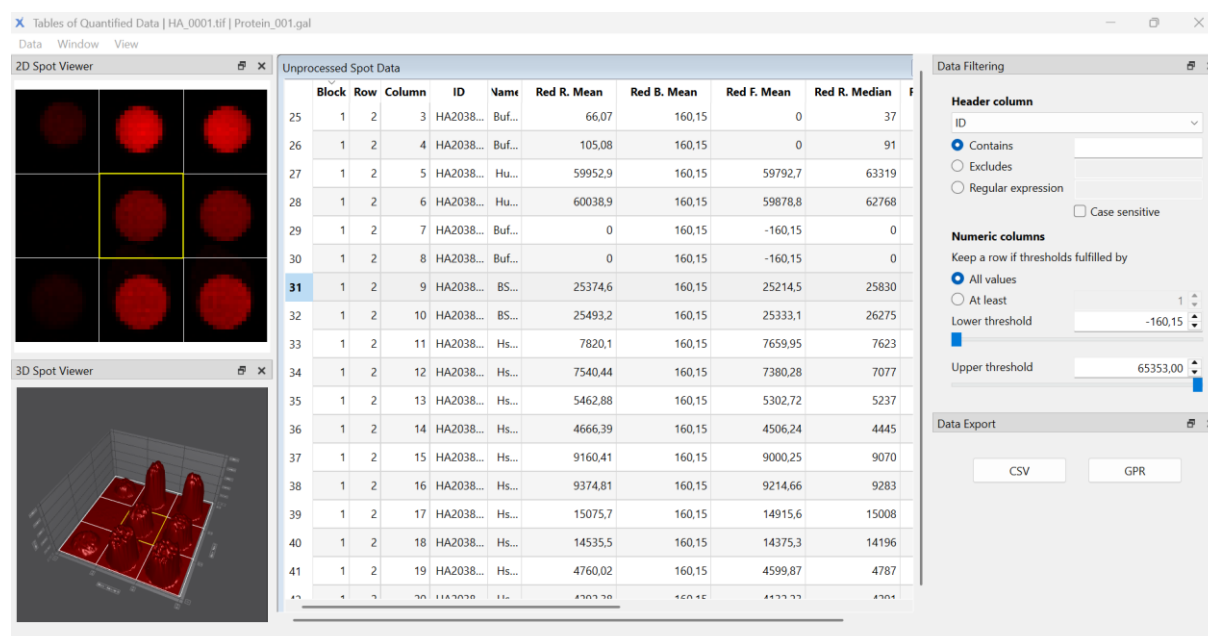 X Tables of Quantified Data | HA_0001.tif | Protein_001.gal
Data Window View
2D Spot Viewer
3D Spot Viewer
Unprocessed Spot Data
Block Row Column ID Name Red R. Mean Red B. Mean Red F. Mean Red R. Median
25 1 2 3 HA2038... Buf... 66,07 160,15 0 37
26 1 2 4 HA2038... Buf... 105,08 160,15 0 91
27 1 2 5 HA2038... Hu... 59952,9 160,15 59792,7 63319
28 1 2 6 HA2038... Hu... 60038,9 160,15 59878,8 62768
29 1 2 7 HA2038... Buf... 0 160,15 -160,15 0
30 1 2 8 HA2038... Buf... 0 160,15 -160,15 0
31 1 2 9 HA2038... BS... 25374,6 160,15 25214,5 25830
32 1 2 10 HA2038... BS... 25493,2 160,15 25333,1 26275
33 1 2 11 HA2038... Hs... 7820,1 160,15 7659,95 7623
34 1 2 12 HA2038... Hs... 7540,44 160,15 7380,28 7077
35 1 2 13 HA2038... Hs... 5462,88 160,15 5302,72 5237
36 1 2 14 HA2038... Hs... 4666,39 160,15 4506,24 4445
37 1 2 15 HA2038... Hs... 9160,41 160,15 9000,25 9070
38 1 2 16 HA2038... Hs... 9374,81 160,15 9214,66 9283
39 1 2 17 HA2038... Hs... 15075,7 160,15 14915,6 15008
40 1 2 18 HA2038... Hs... 14535,5 160,15 14375,3 14196
41 1 2 19 HA2038... Hs... 4760,02 160,15 4599,87 4787
Data Filtering
Header column
ID
Contains
Excludes
Regular expression
Case sensitive
Numeric columns
Keep a row if thresholds fulfilled by
All values
At least 1
Lower threshold -160,15
Upper threshold 65353,00
Data Export
CSV GPR